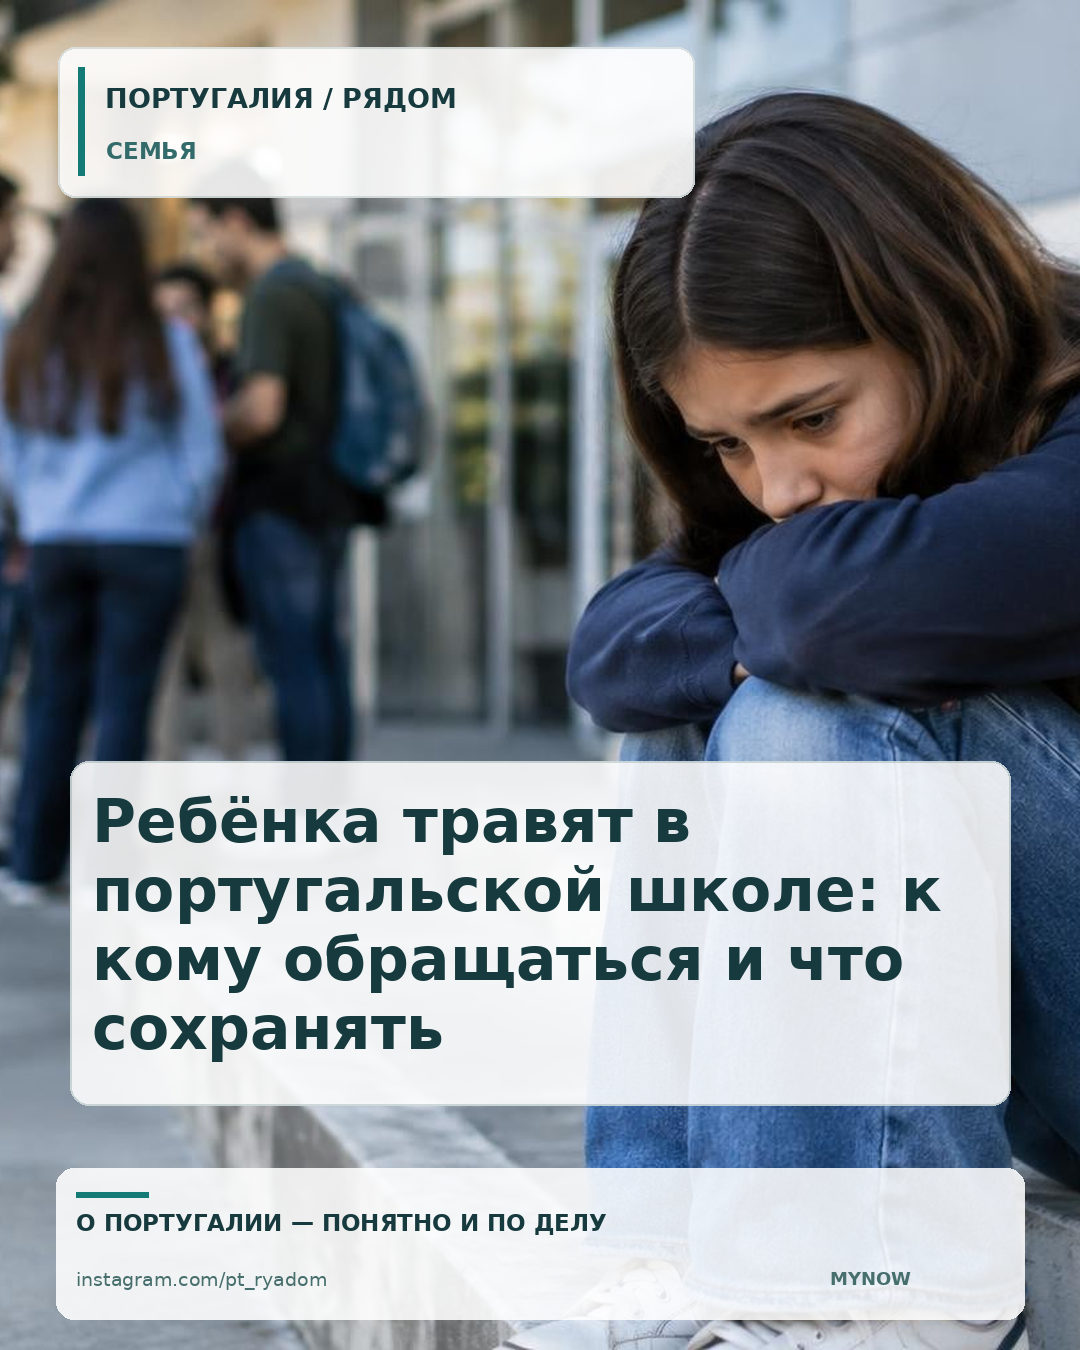 ПОРТУГАЛИЯ / РЯДОМ
СЕМЬЯ
Ребёнка травят в
португальской школе: к
кому обращаться и что
сохранять
О ПОРТУГАЛИИ — ПОНЯТНО И ПО ДЕЛУ
instagram.com/pt_ryadom
MYNOW